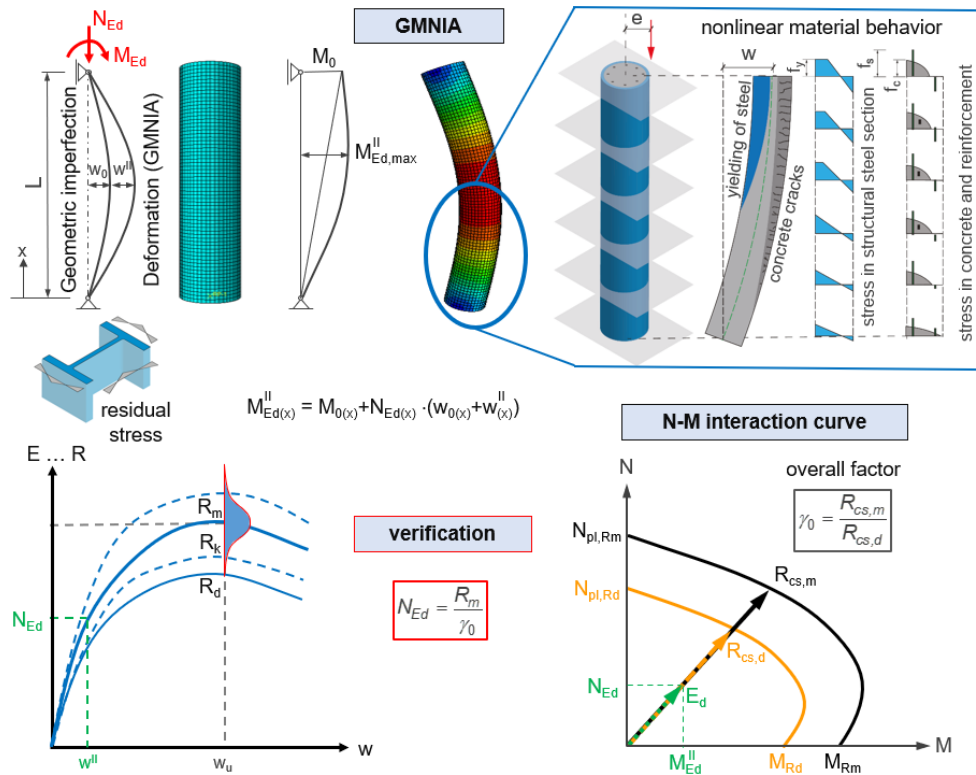 N_Ed
M_Ed
L
x
Geometric imperfection
w_0
w^II
Deformation (GMNIA)
GMNIA
M_0
M^II_Ed,max
e
nonlinear material behavior
w
yielding of steel
concrete cracks
f_y
stress in structural steel section
f_s
f_c
stress in concrete and reinforcement
residual
stress
M^II_Ed(x) = M_0(x)+N_Ed(x) ·(w_0(x)+w^II_(x))
E ... R
R_m
R_k
R_d
N_Ed
w^II
w_u
w
verification
N_Ed = R_m / γ_0
N-M interaction curve
N
overall factor
γ_0 = R_cs,m / R_cs,d
N_pl,Rm
R_cs,m
N_pl,Rd
R_cs,d
N_Ed
E_d
M^II_Ed
M_Rd
M_Rm
M